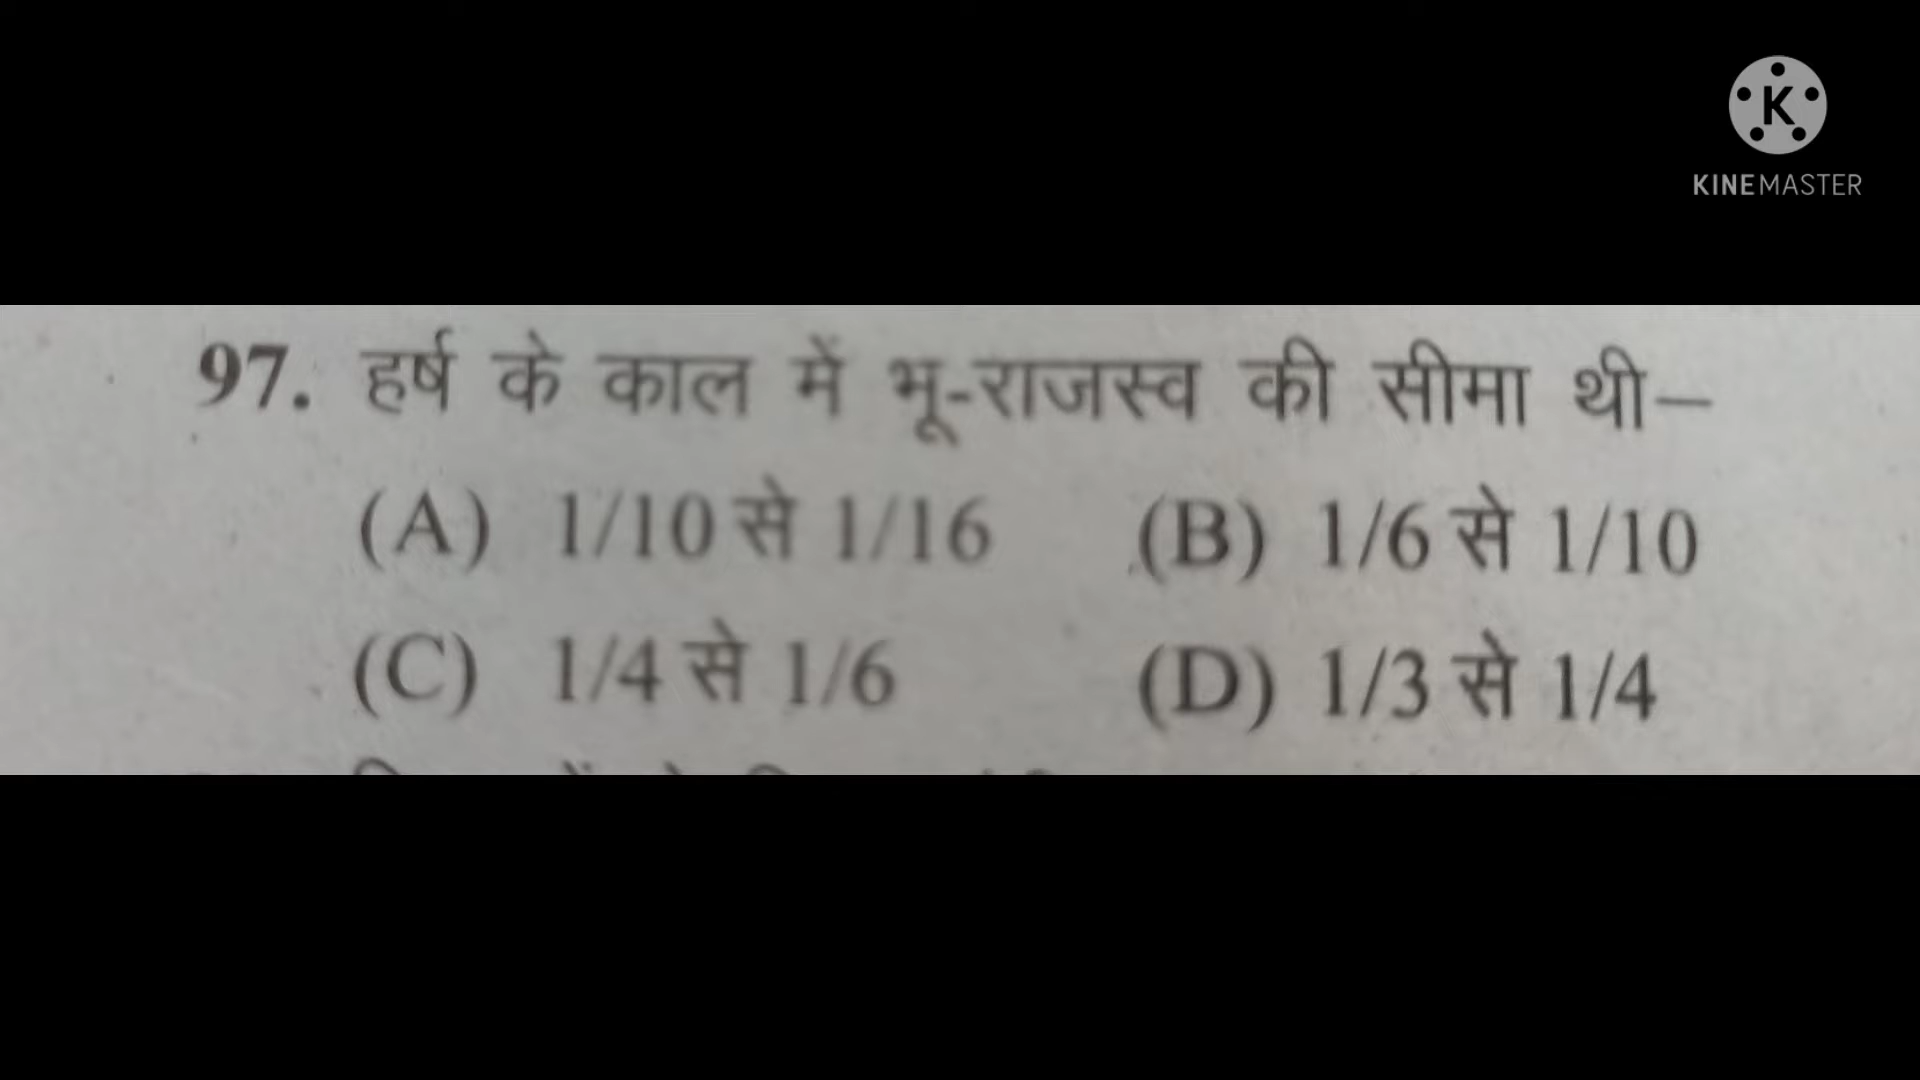 K
KINEMASTER
97. हर्ष के काल में भू-राजस्व की सीमा थी–
(A) 1/10 से 1/16 (B) 1/6 से 1/10
(C) 1/4 से 1/6 (D) 1/3 से 1/4